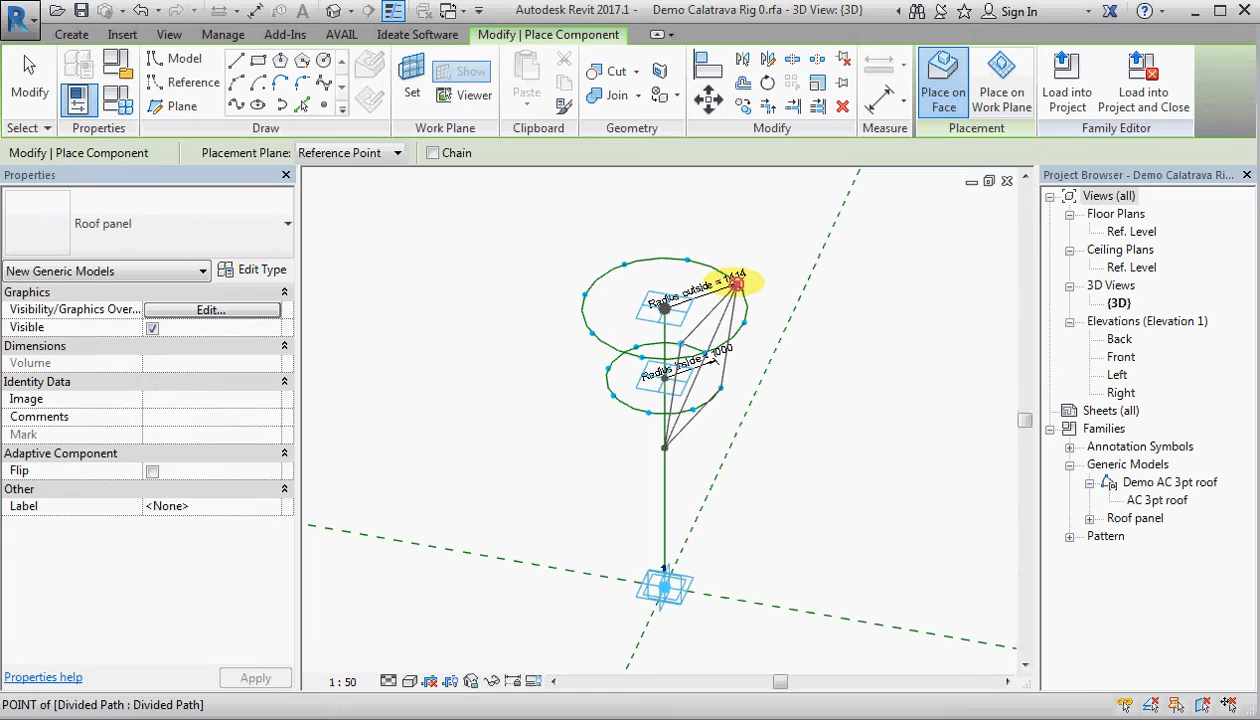 Autodesk Revit 2017.1 - Demo Calatrava Rig 0.rfa - 3D View: {3D}
Sign In
Create Insert View Manage Add-Ins AVAIL Ideate Software Modify | Place Component
Modify
Model
Reference
Plane
Set
Show
Viewer
Paste
Cut
Join
Place on Face
Place on Work Plane
Load into Project
Load into Project and Close
Select Properties Draw Work Plane Clipboard Geometry Modify Measure Placement Family Editor
Modify | Place Component Placement Plane: Reference Point Chain
Properties
Roof panel
New Generic Models Edit Type
Graphics
Visibility/Graphics Over... Edit...
Visible
Dimensions
Volume
Identity Data
Image
Comments
Mark
Adaptive Component
Flip
Other
Label <None>
Properties help Apply
Radius outside = 1414
Radius inside = 1000
1
1 : 50
Project Browser - Demo Calatrava Ri...
Views (all)
Floor Plans
Ref. Level
Ceiling Plans
Ref. Level
3D Views
{3D}
Elevations (Elevation 1)
Back
Front
Left
Right
Sheets (all)
Families
Annotation Symbols
Generic Models
Demo AC 3pt roof
AC 3pt roof
Roof panel
Pattern
POINT of [Divided Path : Divided Path]